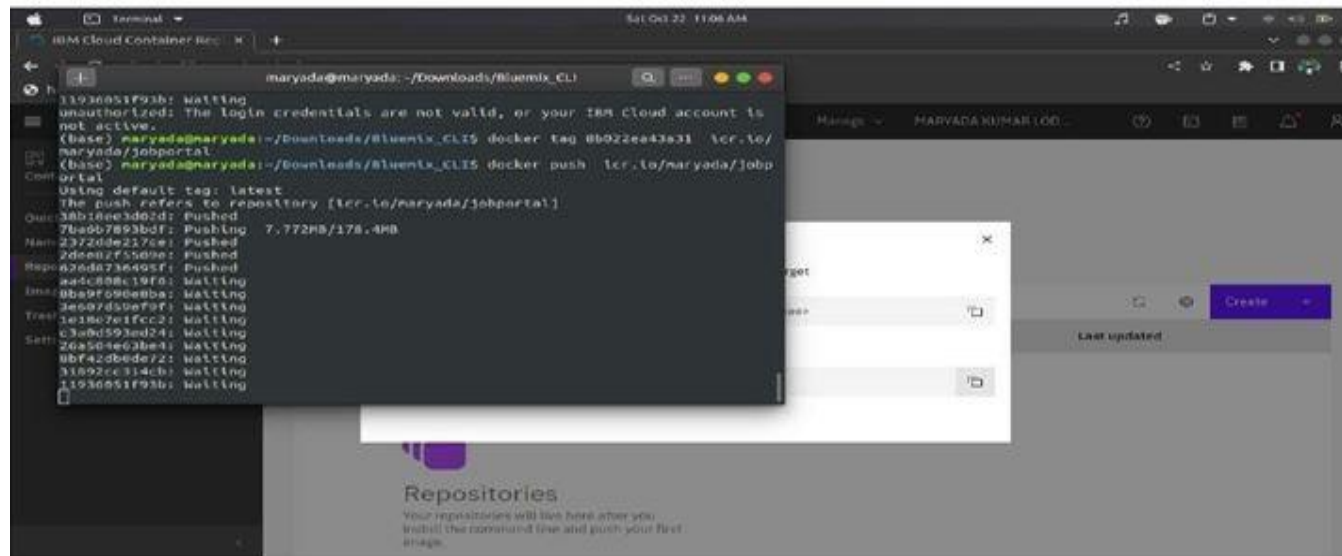 Terminal
Sat Oct 22 11:06 AM
IBM Cloud Container Reg
maryada@maryada: ~/Downloads/Bluemix_CLI
11936051f93b: Waiting
unauthorized: The login credentials are not valid, or your IBM Cloud account is
not active.
(base) maryada@maryada:~/Downloads/Bluemix_CLI$ docker tag 0b022ea43a31 icr.io/
maryada/jobportal
(base) maryada@maryada:~/Downloads/Bluemix_CLI$ docker push icr.io/maryada/jobp
ortal
Using default tag: latest
The push refers to repository [icr.io/maryada/jobportal]
38b18ee3d02d: Pushed
7ba6b7893bdf: Pushing 7.772MB/178.4MB
2372dde217ce: Pushed
Pushed
Pushed
aa4c808c19f6: Waiting
8ba9f690e8ba: Waiting
3e607d59ef9f: Waiting
1e18e7e1fcc2: Waiting
c3a0d593ed24: Waiting
26a504e63be4: Waiting
8bf42db0de72: Waiting
31892cc314cb: Waiting
11936051f93b: Waiting
Manage
MARYADA KUMAR LOD...
rget
Create
Last updated
Repositories
Your repositories will live here after you
install the command line and push your first
image.